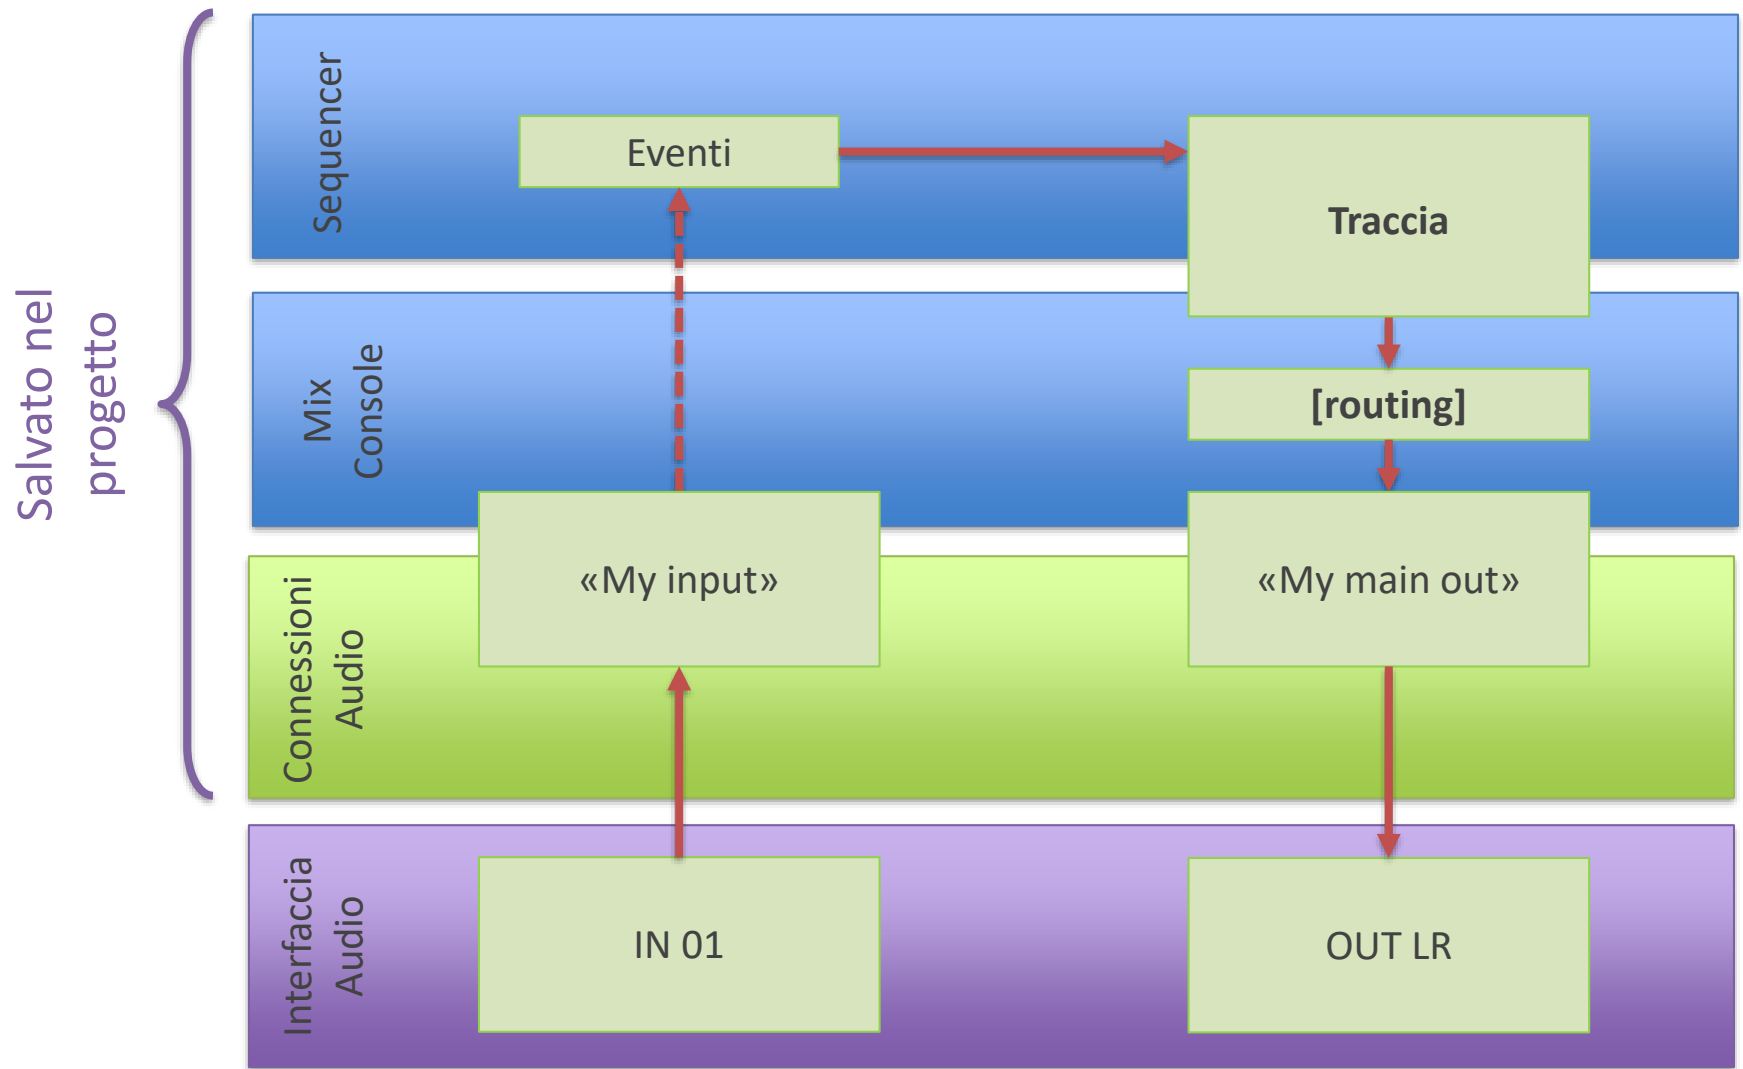 Salvato nel
progetto
Sequencer
Eventi
Traccia
Mix
Console
[routing]
Connessioni
Audio
«My input»
«My main out»
Interfaccia
Audio
IN 01
OUT LR